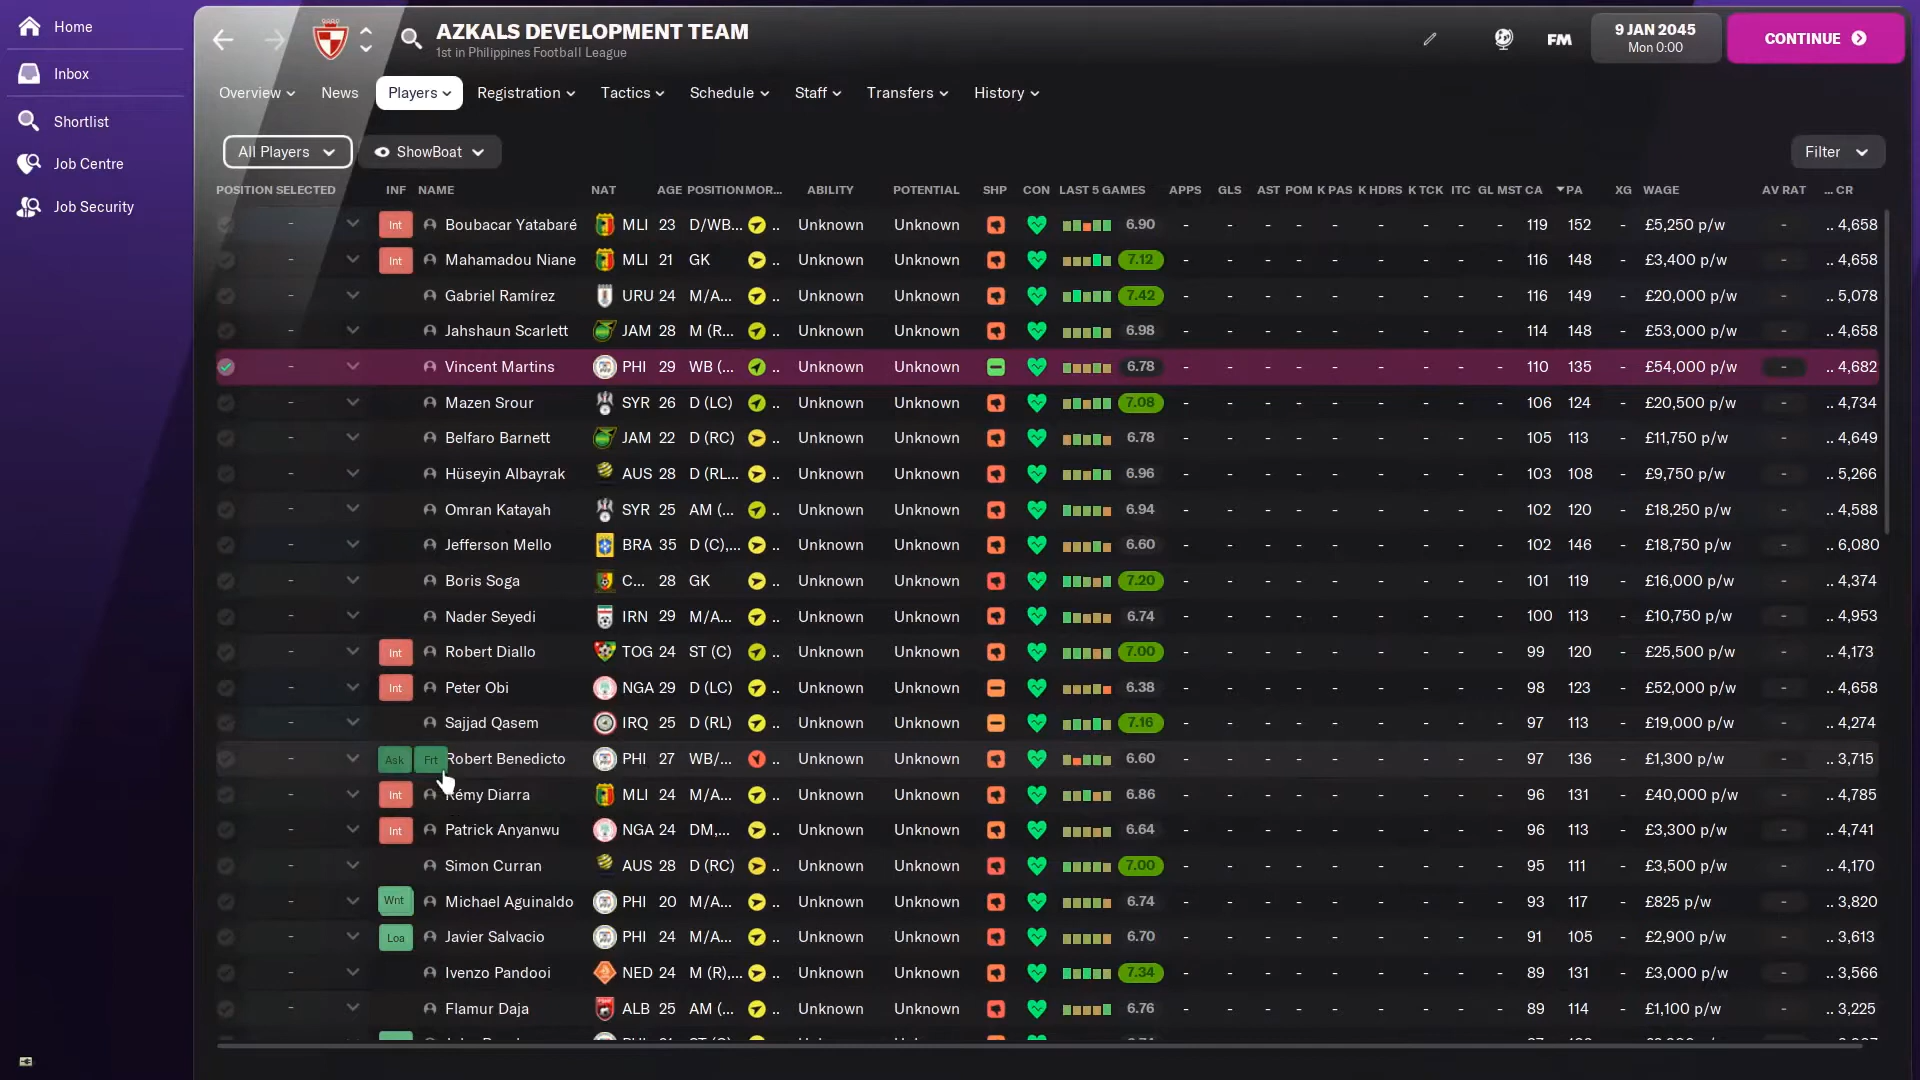 Home
Inbox
Shortlist
Job Centre
Job Security
AZKALS DEVELOPMENT TEAM
1st in Philippines Football League
FM
9 JAN 2045
Mon 0:00
CONTINUE
Overview News Players Registration Tactics Schedule Staff Transfers History
All Players ShowBoat Filter
POSITION SELECTED INF NAME NAT AGE POSITION MOR... ABILITY POTENTIAL SHP CON LAST 5 GAMES APPS GLS AST POM K PAS K HDRS K TCK ITC GL MST CA PA XG WAGE AV RAT ... CR
- Int Boubacar Yatabaré MLI 23 D/WB... .. Unknown Unknown 6.90 - - - - - - - - - 119 152 - £5,250 p/w - .. 4,658
- Int Mahamadou Niane MLI 21 GK .. Unknown Unknown 7.12 - - - - - - - - - 116 148 - £3,400 p/w - .. 4,658
- Gabriel Ramírez URU 24 M/A... .. Unknown Unknown 7.42 - - - - - - - - - 116 149 - £20,000 p/w - .. 5,078
- Jahshaun Scarlett JAM 28 M (R... .. Unknown Unknown 6.98 - - - - - - - - - 114 148 - £53,000 p/w - .. 4,658
- Vincent Martins PHI 29 WB (... .. Unknown Unknown 6.78 - - - - - - - - - 110 135 - £54,000 p/w - .. 4,682
- Mazen Srour SYR 26 D (LC) .. Unknown Unknown 7.08 - - - - - - - - - 106 124 - £20,500 p/w - .. 4,734
- Belfaro Barnett JAM 22 D (RC) .. Unknown Unknown 6.78 - - - - - - - - - 105 113 - £11,750 p/w - .. 4,649
- Hüseyin Albayrak AUS 28 D (RL... .. Unknown Unknown 6.96 - - - - - - - - - 103 108 - £9,750 p/w - .. 5,266
- Omran Katayah SYR 25 AM (... .. Unknown Unknown 6.94 - - - - - - - - - 102 120 - £18,250 p/w - .. 4,588
- Jefferson Mello BRA 35 D (C),... .. Unknown Unknown 6.60 - - - - - - - - - 102 146 - £18,750 p/w - .. 6,080
- Boris Soga C... 28 GK .. Unknown Unknown 7.20 - - - - - - - - - 101 119 - £16,000 p/w - .. 4,374
- Nader Seyedi IRN 29 M/A... .. Unknown Unknown 6.74 - - - - - - - - - 100 113 - £10,750 p/w - .. 4,953
- Int Robert Diallo TOG 24 ST (C) .. Unknown Unknown 7.00 - - - - - - - - - 99 120 - £25,500 p/w - .. 4,173
- Int Peter Obi NGA 29 D (LC) .. Unknown Unknown 6.38 - - - - - - - - - 98 123 - £52,000 p/w - .. 4,658
- Sajjad Qasem IRQ 25 D (RL) .. Unknown Unknown 7.16 - - - - - - - - - 97 113 - £19,000 p/w - .. 4,274
- Ask Frt Robert Benedicto PHI 27 WB/... .. Unknown Unknown 6.60 - - - - - - - - - 97 136 - £1,300 p/w - .. 3,715
- Int Rémy Diarra MLI 24 M/A... .. Unknown Unknown 6.86 - - - - - - - - - 96 131 - £40,000 p/w - .. 4,785
- Int Patrick Anyanwu NGA 24 DM,... .. Unknown Unknown 6.64 - - - - - - - - - 96 113 - £3,300 p/w - .. 4,741
- Simon Curran AUS 28 D (RC) .. Unknown Unknown 7.00 - - - - - - - - - 95 111 - £3,500 p/w - .. 4,170
- Wnt Michael Aguinaldo PHI 20 M/A... .. Unknown Unknown 6.74 - - - - - - - - - 93 117 - £825 p/w - .. 3,820
- Loa Javier Salvacio PHI 24 M/A... .. Unknown Unknown 6.70 - - - - - - - - - 91 105 - £2,900 p/w - .. 3,613
- Ivenzo Pandooi NED 24 M (R),... .. Unknown Unknown 7.34 - - - - - - - - - 89 131 - £3,000 p/w - .. 3,566
- Flamur Daja ALB 25 AM (... .. Unknown Unknown 6.76 - - - - - - - - - 89 114 - £1,100 p/w - .. 3,225